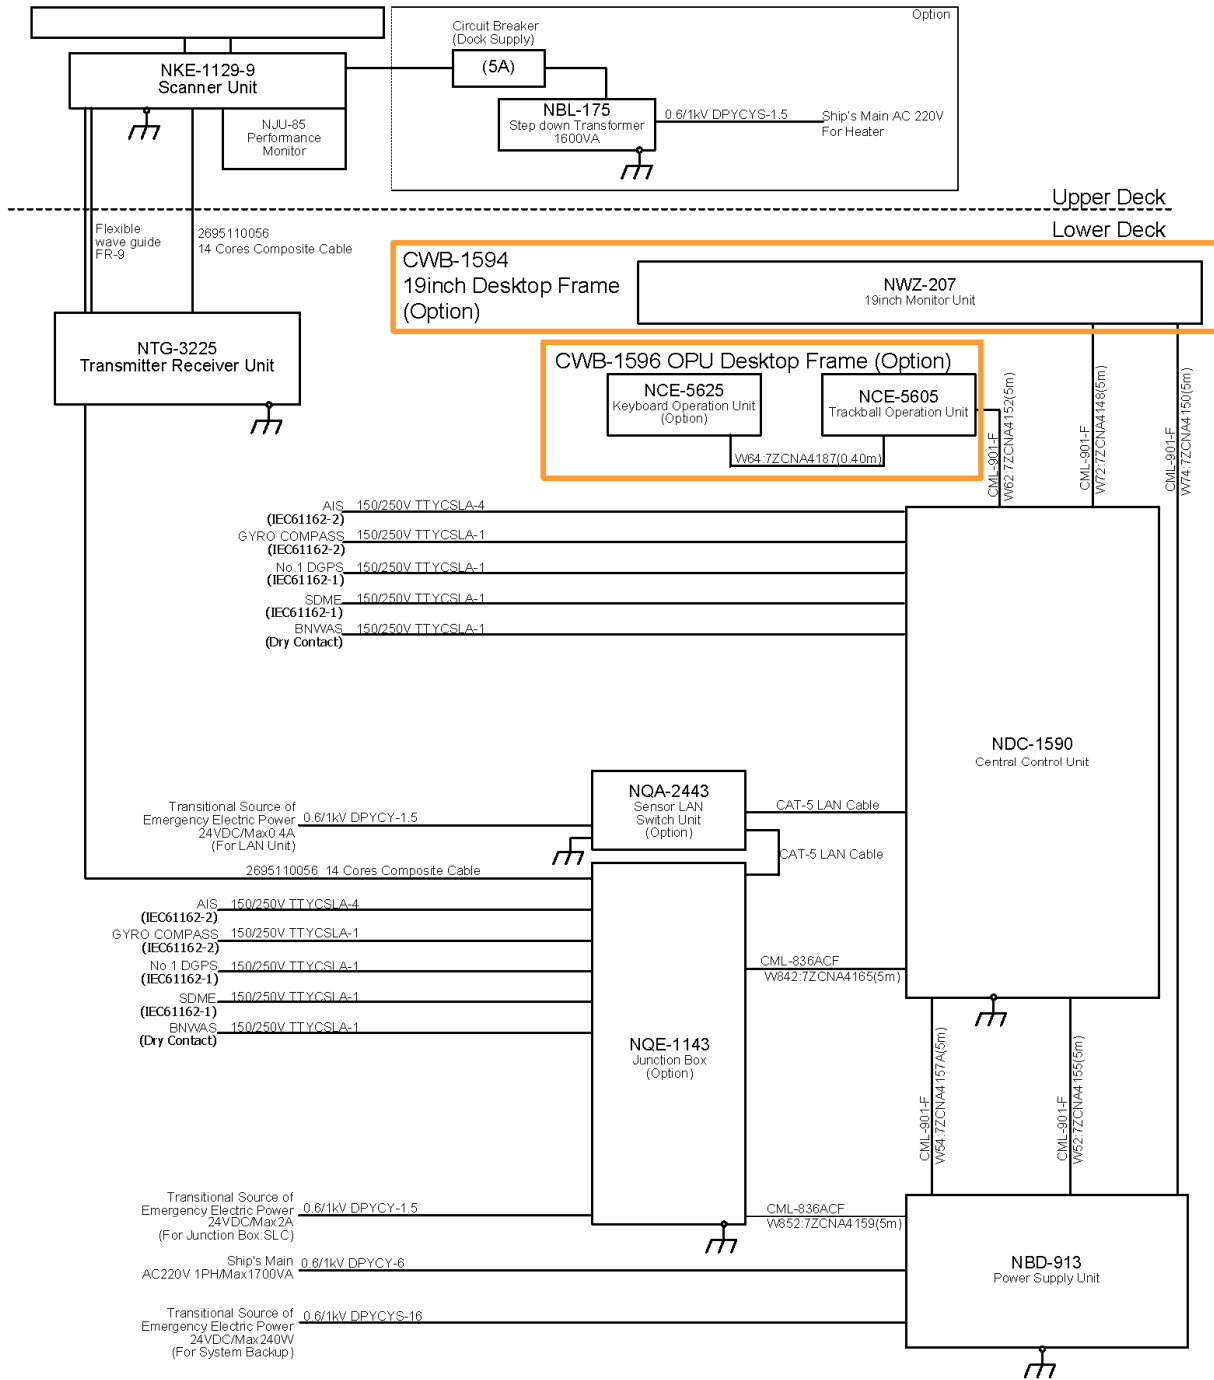 Option
Circuit Breaker
(Dock Supply)
(5A)
NKE-1129-9
Scanner Unit
NJU-85
Performance
Monitor
NBL-175
Step down Transformer
1600VA
0.6/1kV DPYCYS-1.5
Ship's Main AC 220V
For Heater
Upper Deck
Lower Deck
Flexible
wave guide
FR-9
2695110056
14 Cores Composite Cable
CWB-1594
19inch Desktop Frame
(Option)
NWZ-207
19inch Monitor Unit
NTG-3225
Transmitter Receiver Unit
CWB-1596 OPU Desktop Frame (Option)
NCE-5625
Keyboard Operation Unit
(Option)
NCE-5605
Trackball Operation Unit
W64:7ZCNA4187(0.40m)
CML-901-F
W62:7ZCNA4152(5m)
CML-901-F
W72:7ZCNA4148(5m)
CML-901-F
W74:7ZCNA4150(5m)
AIS 150/250V TTYCSLA-4
(IEC61162-2)
GYRO COMPASS 150/250V TTYCSLA-1
(IEC61162-2)
No.1 DGPS 150/250V TTYCSLA-1
(IEC61162-1)
SDME 150/250V TTYCSLA-1
(IEC61162-1)
BNWAS 150/250V TTYCSLA-1
(Dry Contact)
NDC-1590
Central Control Unit
NQA-2443
Sensor LAN
Switch Unit
(Option)
CAT-5 LAN Cable
CAT-5 LAN Cable
Transitional Source of
Emergency Electric Power 0.6/1kV DPYCY-1.5
24VDC/Max0.4A
(For LAN Unit)
2695110056 14 Cores Composite Cable
AIS 150/250V TTYCSLA-4
(IEC61162-2)
GYRO COMPASS 150/250V TTYCSLA-1
(IEC61162-2)
No.1 DGPS 150/250V TTYCSLA-1
(IEC61162-1)
SDME 150/250V TTYCSLA-1
(IEC61162-1)
BNWAS 150/250V TTYCSLA-1
(Dry Contact)
CML-836ACF
W842:7ZCNA4165(5m)
NQE-1143
Junction Box
(Option)
CML-901-F
W54:7ZCNA4157A(5m)
CML-901-F
W52:7ZCNA4155(5m)
Transitional Source of
Emergency Electric Power 0.6/1kV DPYCY-1.5
24VDC/Max2A
(For Junction Box:SLC)
CML-836ACF
W852:7ZCNA4159(5m)
Ship's Main 0.6/1kV DPYCY-6
AC220V 1PH/Max1700VA
NBD-913
Power Supply Unit
Transitional Source of
Emergency Electric Power 0.6/1kV DPYCYS-16
24VDC/Max240W
(For System Backup)